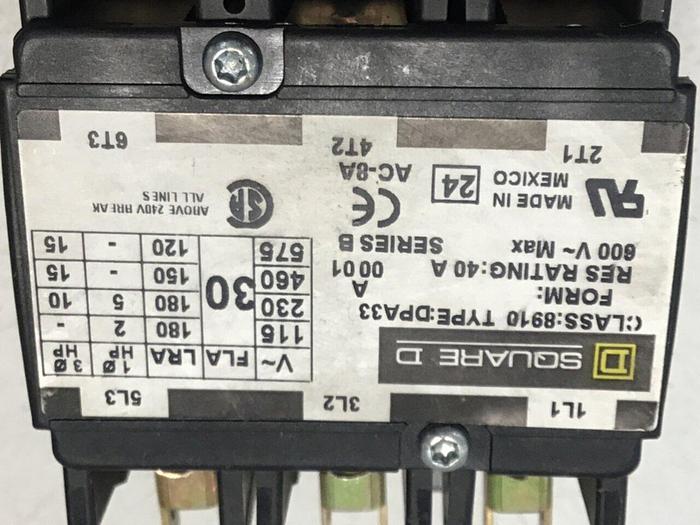 1L1 3L2 5L3
D SQUARE D
CLASS:8910 TYPE:DPA33
FORM: A
RES RATING:40 A 0001
600 V~ Max SERIES B
MADE IN MEXICO 24
CE AC-8A
ABOVE 240V BREAK
ALL LINES
V~ FLA LRA 1Ø HP 3Ø HP
115 30 180 2 -
230 180 5 10
460 150 - 15
575 120 - 15
2T1 4T2 6T3